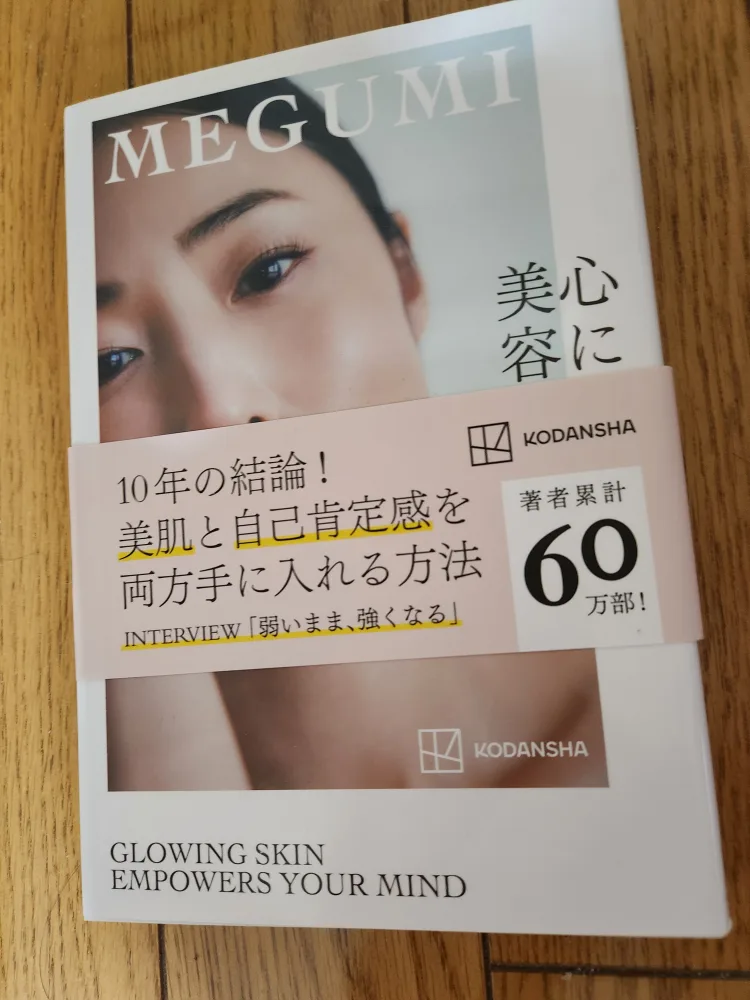 MEGUMI
心に
美容
KODANSHA
10年の結論!
美肌と自己肯定感を
両方手に入れる方法
INTERVIEW「弱いまま、強くなる」
著者累計
60
万部!
KODANSHA
GLOWING SKIN
EMPOWERS YOUR MIND